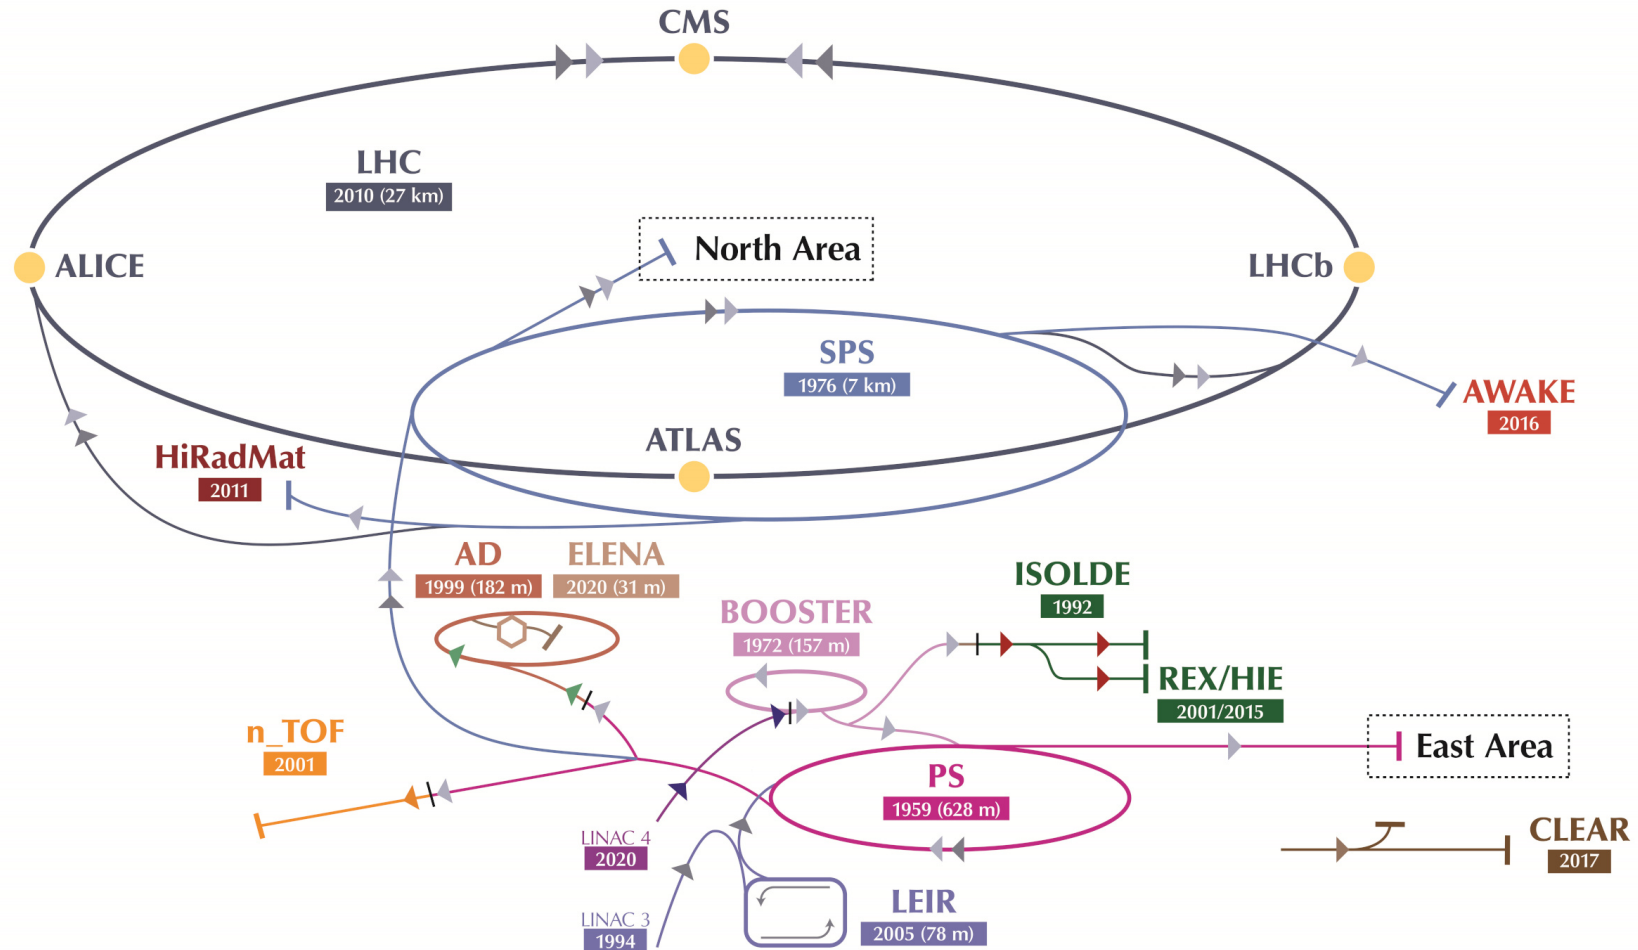 CMS
LHC
2010 (27 km)
North Area
ALICE
LHCb
SPS
1976 (7 km)
AWAKE
2016
ATLAS
HiRadMat
2011
AD
1999 (182 m)
ELENA
2020 (31 m)
ISOLDE
1992
BOOSTER
1972 (157 m)
REX/HIE
2001/2015
n_TOF
2001
East Area
PS
1959 (628 m)
LINAC 4
2020
CLEAR
2017
LEIR
2005 (78 m)
LINAC 3
1994